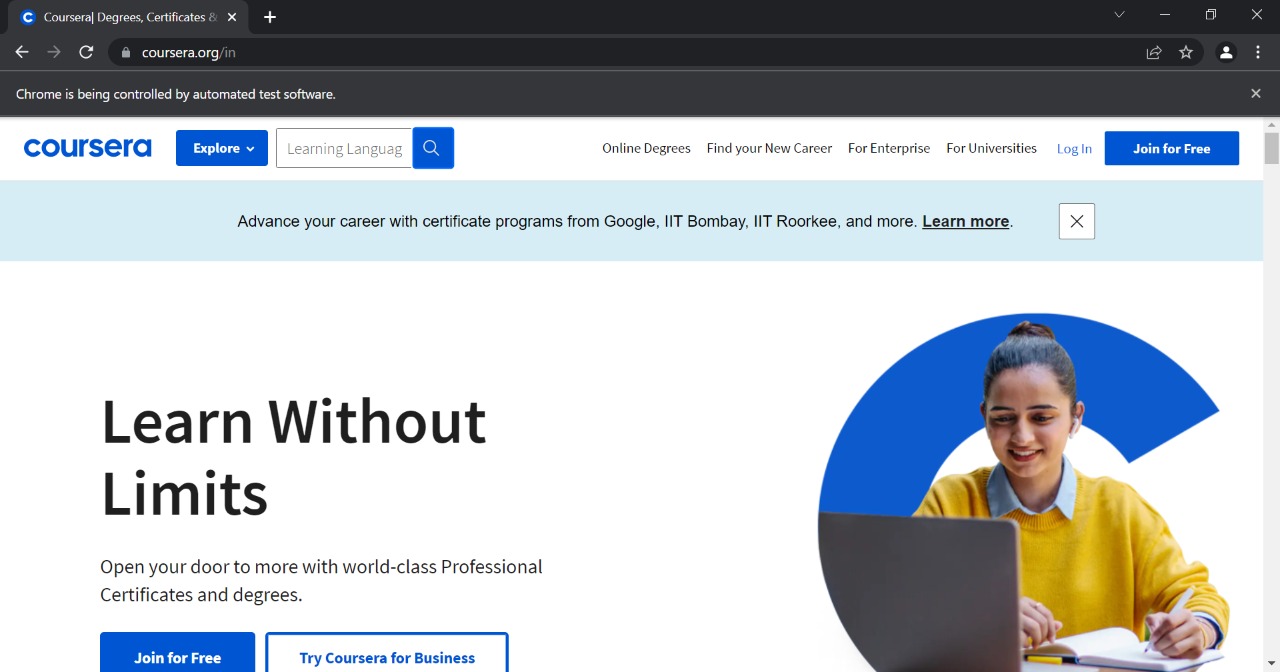 Coursera| Degrees, Certificates &
coursera.org/in
Chrome is being controlled by automated test software.
coursera
Explore
Learning Languag
Online Degrees
Find your New Career
For Enterprise
For Universities
Log In
Join for Free
Advance your career with certificate programs from Google, IIT Bombay, IIT Roorkee, and more. Learn more.
Learn Without
Limits
Open your door to more with world-class Professional
Certificates and degrees.
Join for Free
Try Coursera for Business